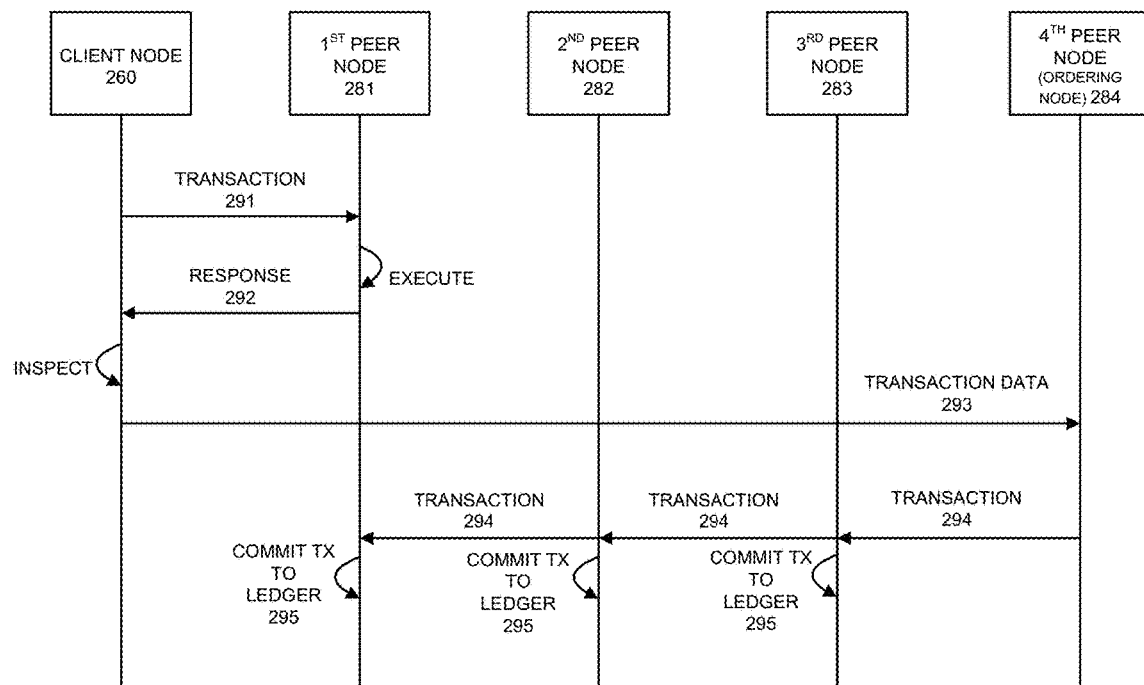 CLIENT NODE
260
1ST PEER
NODE
281
2ND PEER
NODE
282
3RD PEER
NODE
283
4TH PEER
NODE
(ORDERING
NODE) 284
TRANSACTION
291
EXECUTE
RESPONSE
292
INSPECT
TRANSACTION DATA
293
TRANSACTION
294
TRANSACTION
294
TRANSACTION
294
COMMIT TX
TO
LEDGER
295
COMMIT TX
TO
LEDGER
295
COMMIT TX
TO
LEDGER
295